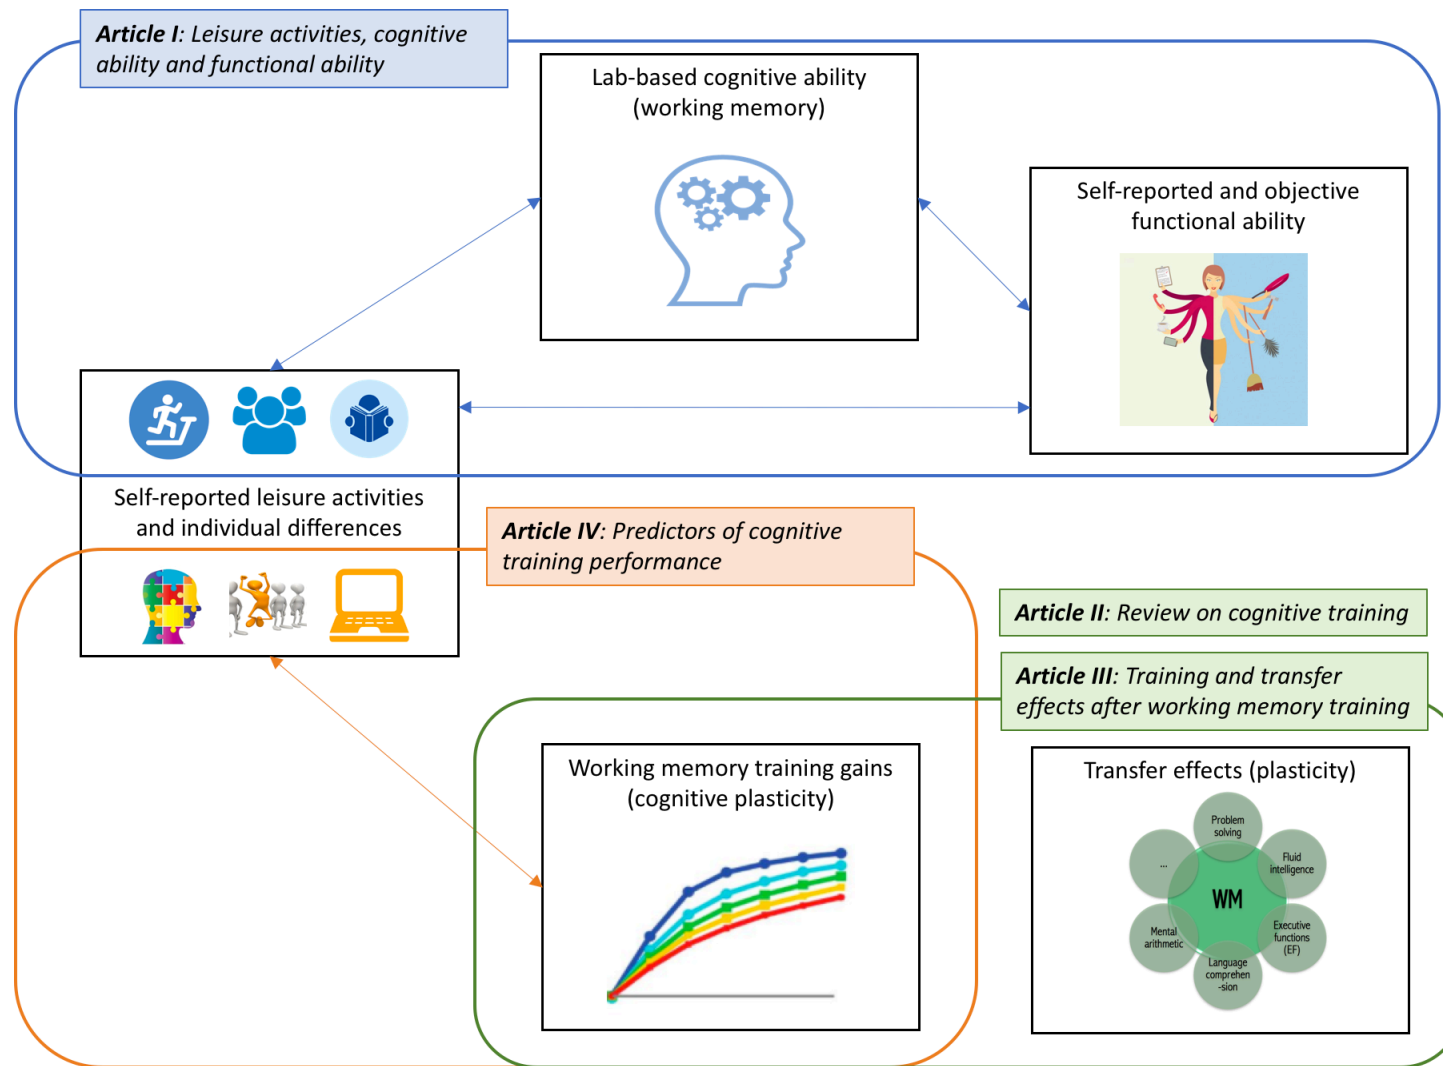 Article I: Leisure activities, cognitive
ability and functional ability
Lab-based cognitive ability
(working memory)
Self-reported and objective
functional ability
Self-reported leisure activities
and individual differences
Article IV: Predictors of cognitive
training performance
Article II: Review on cognitive training
Article III: Training and transfer
effects after working memory training
Working memory training gains
(cognitive plasticity)
Transfer effects (plasticity)
Problem
solving
...
Fluid
intelligence
WM
Mental
arithmetic
Executive
functions
(EF)
Language
comprehen
-sion